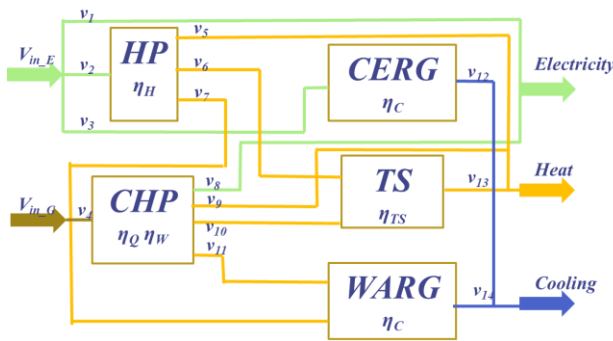 v1
v5
Vin_E
HP
v6
CERG
v12
Electricity
v2
ηH
v7
ηC
v3
v8
v9
TS
v13
Heat
Vin_G
v4
CHP
v10
ηTS
ηQ ηW
v11
WARG
v14
Cooling
ηC